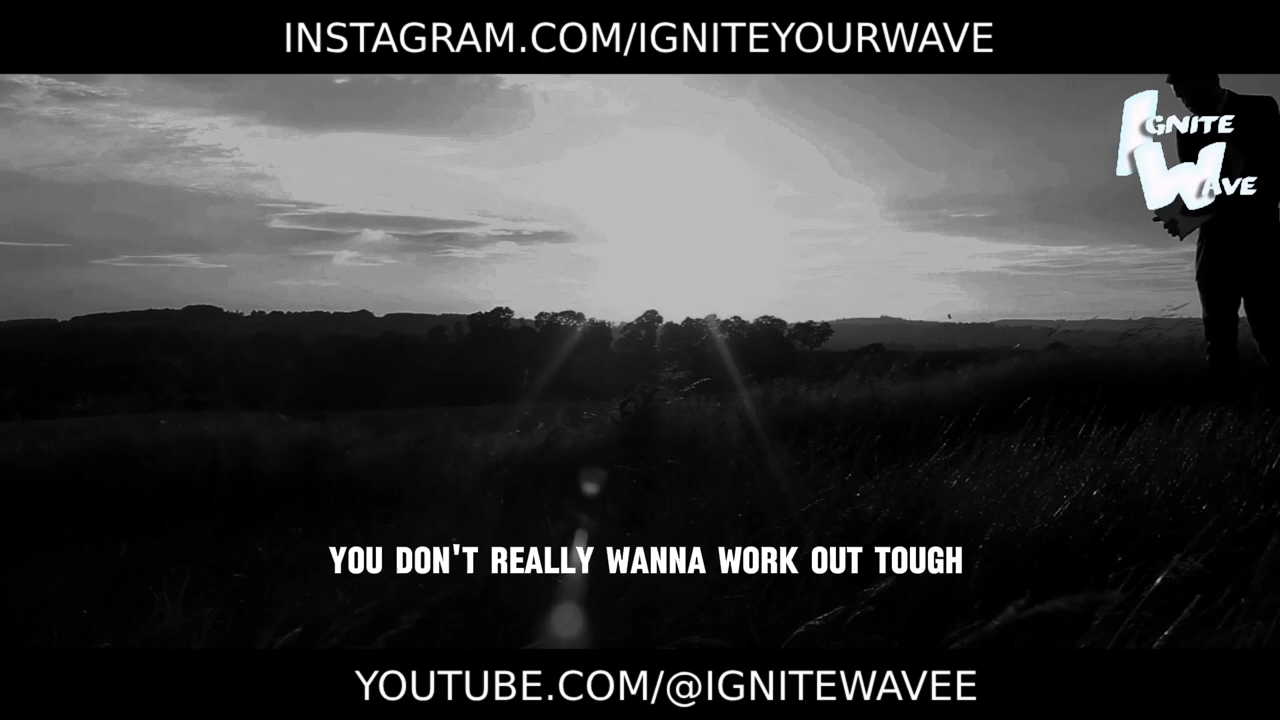 INSTAGRAM.COM/IGNITEYOURWAVE
IGNITE
WAVE
YOU DON'T REALLY WANNA WORK OUT TOUGH
YOUTUBE.COM/@IGNITEWAVEE